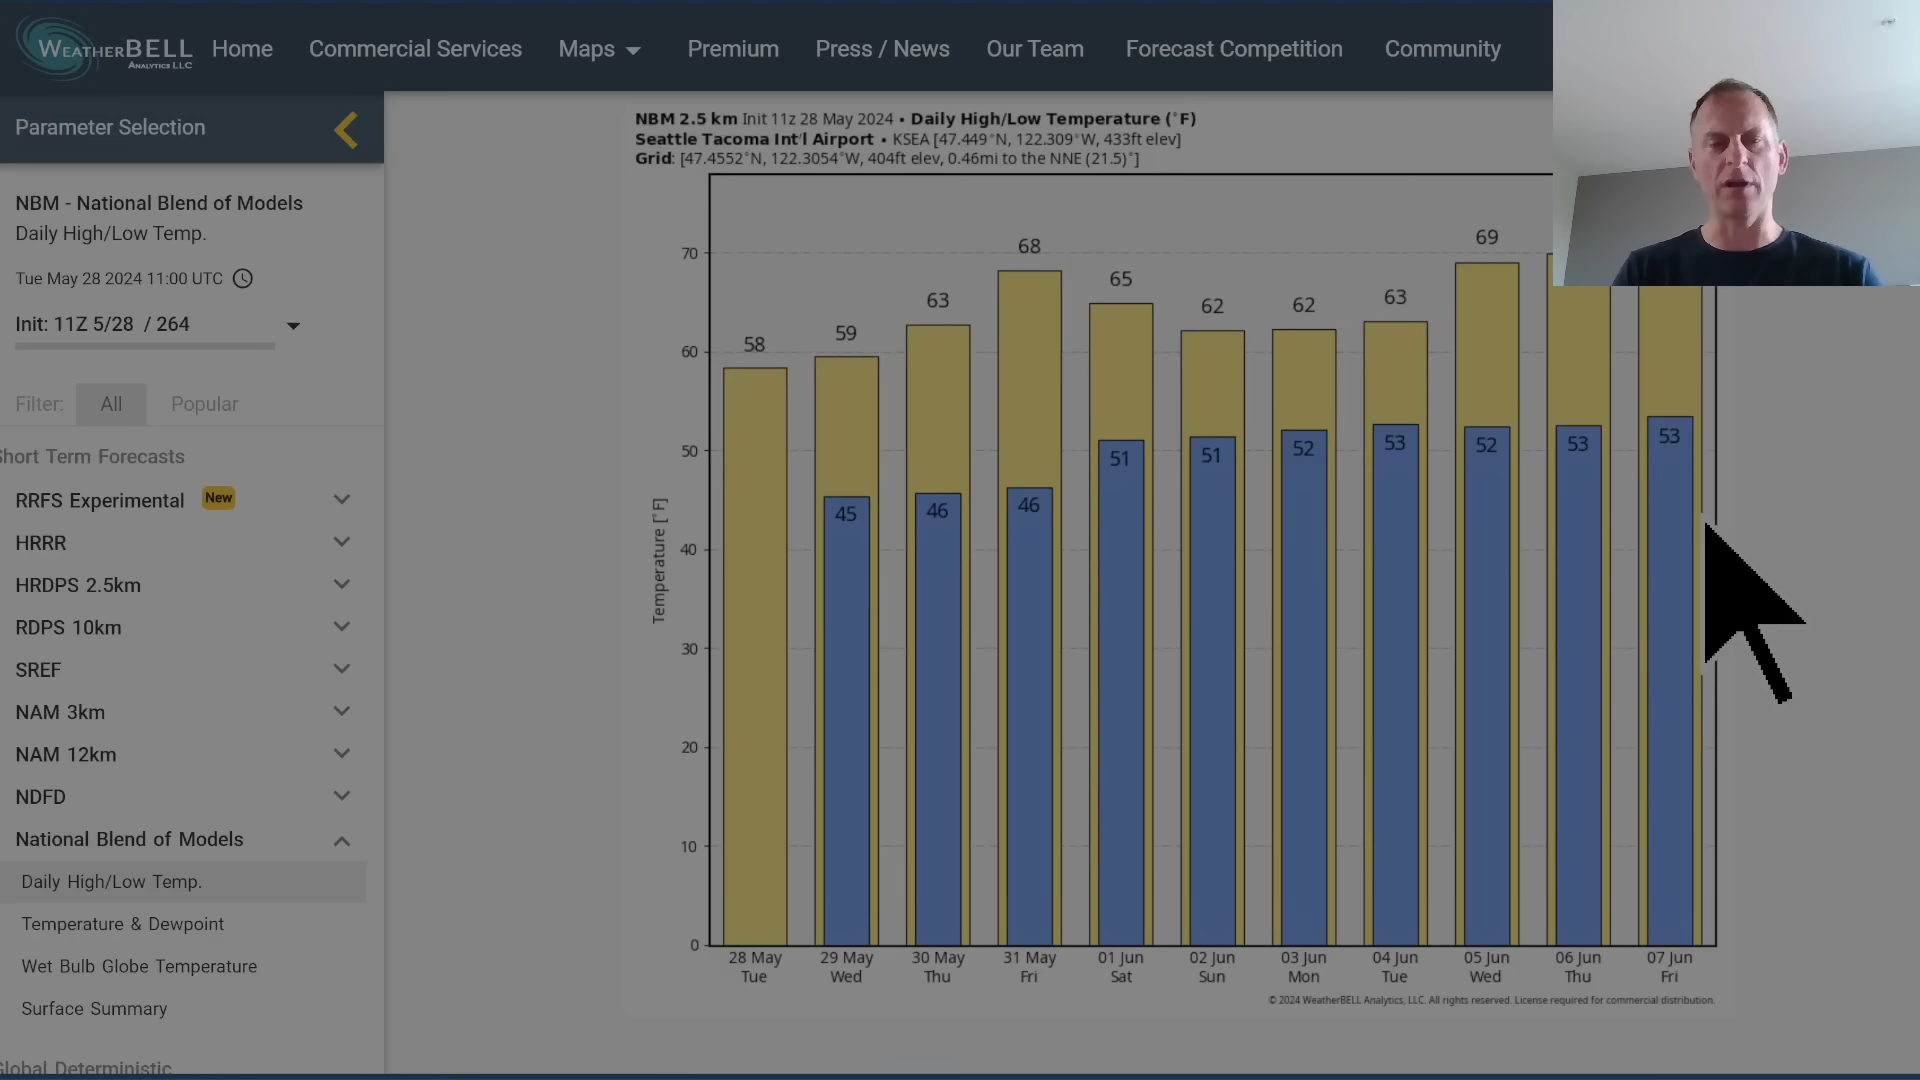 WEATHERBELL
ANALYTICS LLC
Home
Commercial Services
Maps
Premium
Press / News
Our Team
Forecast Competition
Community
Parameter Selection
NBM - National Blend of Models
Daily High/Low Temp.
Tue May 28 2024 11:00 UTC
Init: 11Z 5/28 / 264
Filter:
All
Popular
Short Term Forecasts
RRFS Experimental New
HRRR
HRDPS 2.5km
RDPS 10km
SREF
NAM 3km
NAM 12km
NDFD
National Blend of Models
Daily High/Low Temp.
Temperature & Dewpoint
Wet Bulb Globe Temperature
Surface Summary
Global Deterministic
NBM 2.5 km Init 11z 28 May 2024 • Daily High/Low Temperature (°F)
Seattle Tacoma Int'l Airport • KSEA [47.449°N, 122.309°W, 433ft elev]
Grid: [47.4552°N, 122.3054°W, 404ft elev, 0.46mi to the NNE (21.5)°]
Temperature [°F]
70
60
50
40
30
20
10
0
58
59
63
68
65
62
62
63
69
45
46
46
51
51
52
53
52
53
53
28 May
Tue
29 May
Wed
30 May
Thu
31 May
Fri
01 Jun
Sat
02 Jun
Sun
03 Jun
Mon
04 Jun
Tue
05 Jun
Wed
06 Jun
Thu
07 Jun
Fri
© 2024 WeatherBELL Analytics, LLC. All rights reserved. License required for commercial distribution.